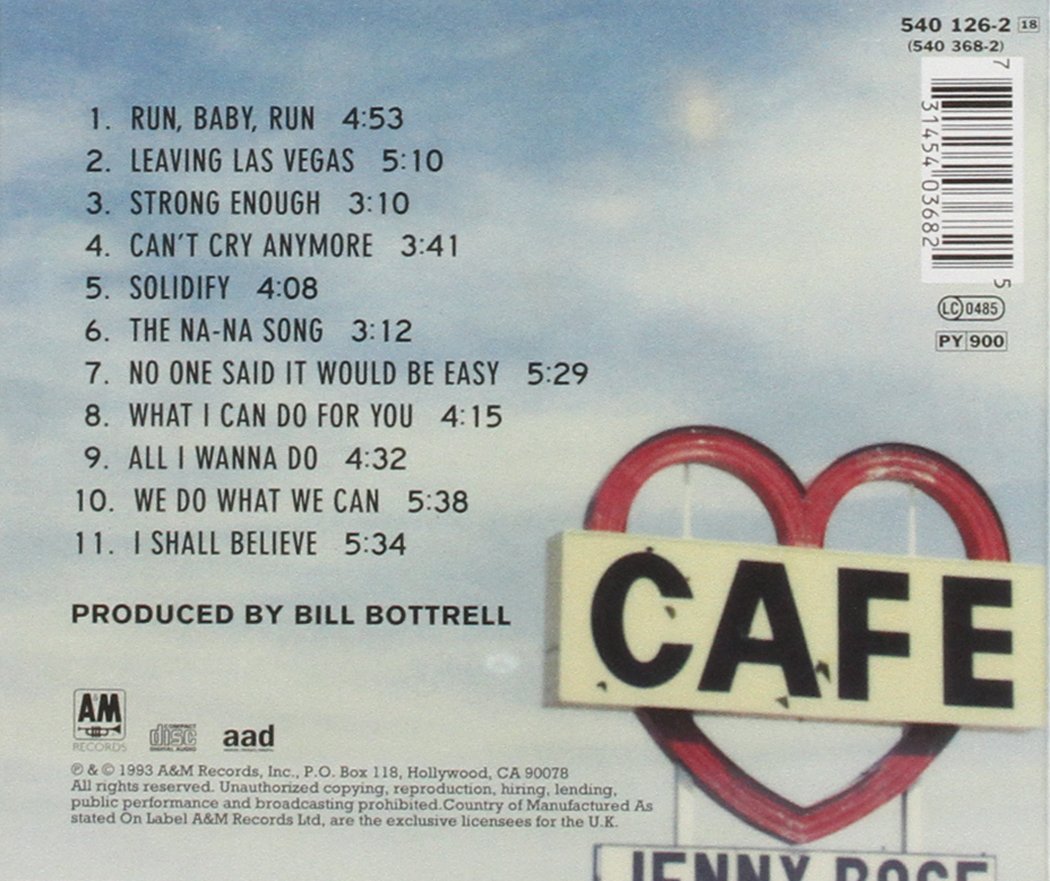 540 126-2 18
(540 368-2)
7 31454 03682 5
LC 0485
PY 900
1. RUN, BABY, RUN 4:53
2. LEAVING LAS VEGAS 5:10
3. STRONG ENOUGH 3:10
4. CAN'T CRY ANYMORE 3:41
5. SOLIDIFY 4:08
6. THE NA-NA SONG 3:12
7. NO ONE SAID IT WOULD BE EASY 5:29
8. WHAT I CAN DO FOR YOU 4:15
9. ALL I WANNA DO 4:32
10. WE DO WHAT WE CAN 5:38
11. I SHALL BELIEVE 5:34
PRODUCED BY BILL BOTTRELL
CAFE
JENNY ROSE
A&M
RECORDS
COMPACT
disc
DIGITAL AUDIO
aad
℗ & © 1993 A&M Records, Inc., P.O. Box 118, Hollywood, CA 90078
All rights reserved. Unauthorized copying, reproduction, hiring, lending,
public performance and broadcasting prohibited.Country of Manufactured As
stated On Label A&M Records Ltd, are the exclusive licensees for the U.K.